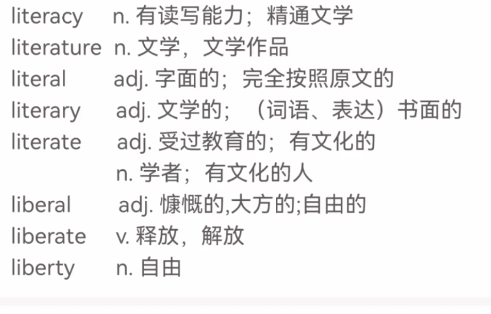 literacy n. 有读写能力；精通文学
literature n. 文学，文学作品
literal adj. 字面的；完全按照原文的
literary adj. 文学的；（词语、表达）书面的
literate adj. 受过教育的；有文化的
n. 学者；有文化的人
liberal adj. 慷慨的,大方的;自由的
liberate v. 释放，解放
liberty n. 自由